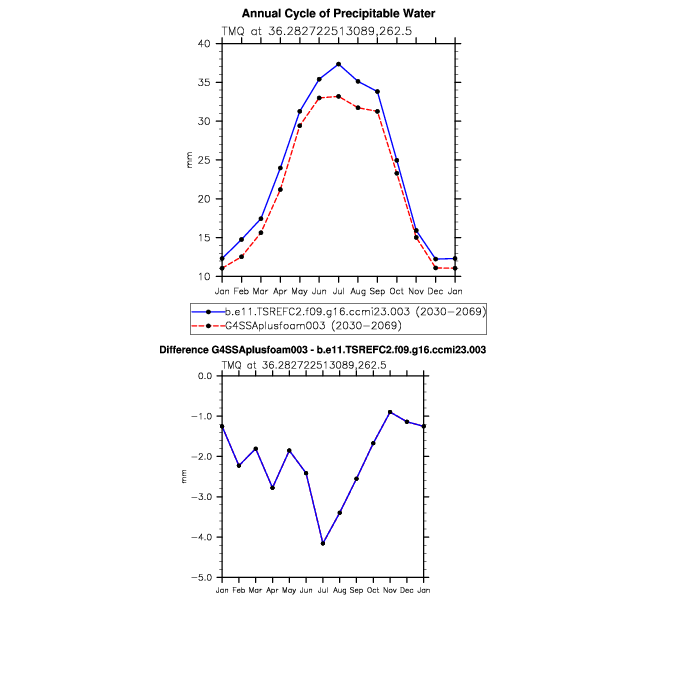 Annual Cycle of Precipitable Water
TMQ at 36.282722513089,262.5
40
35
30
25
20
15
10
mm
Jan Feb Mar Apr May Jun Jul Aug Sep Oct Nov Dec Jan
b.e11.TSREFC2.f09.g16.ccmi23.003 (2030-2069)
G4SSAplusfoam003 (2030-2069)
Difference G4SSAplusfoam003 - b.e11.TSREFC2.f09.g16.ccmi23.003
TMQ at 36.282722513089,262.5
0.0
-1.0
-2.0
-3.0
-4.0
-5.0
mm
Jan Feb Mar Apr May Jun Jul Aug Sep Oct Nov Dec Jan